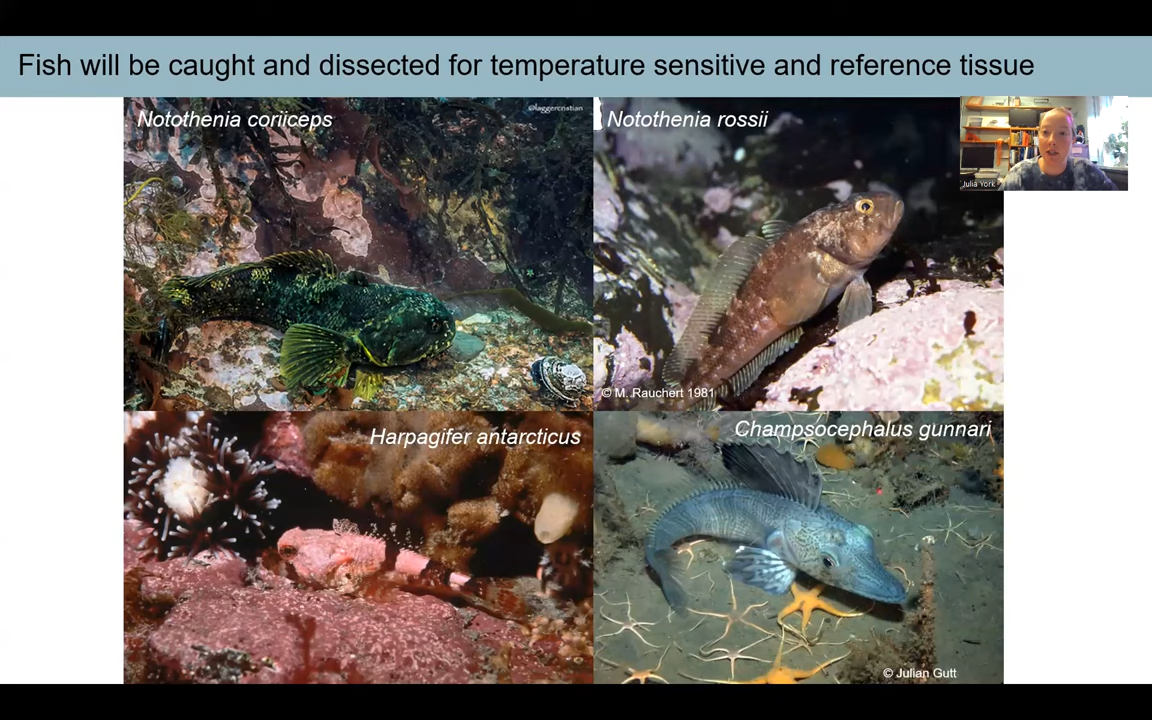 Fish will be caught and dissected for temperature sensitive and reference tissue
@laggercristian
Notothenia coriiceps
Notothenia rossii
Julia York
© M. Rauchert 1981
Harpagifer antarcticus
Champsocephalus gunnari
© Julian Gutt